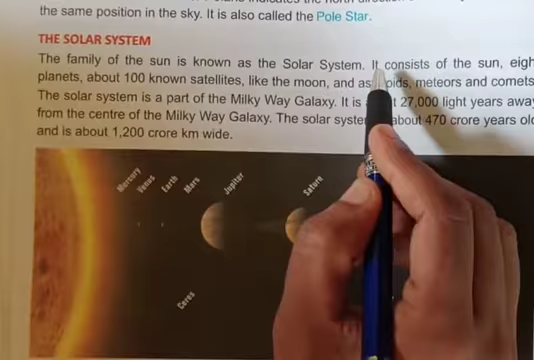 the same position in the sky. It is also called the Pole Star.
THE SOLAR SYSTEM
The family of the sun is known as the Solar System. It consists of the sun,
planets, about 100 known satellites, like the moon, and meteors and comets
The solar system is a part of the Milky Way Galaxy. It is 27,000 light years
from the centre of the Milky Way Galaxy. The solar about 470 crore years
and is about 1,200 crore km wide.
Mercury
Venus
Earth
Mars
Jupiter
Saturn
Ceres